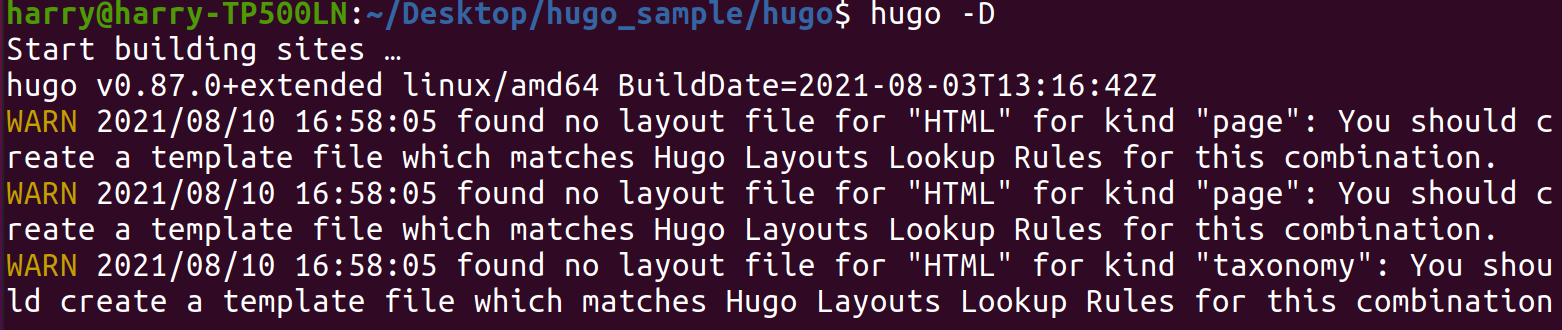 harry@harry-TP500LN:~/Desktop/hugo_sample/hugo$ hugo -D
Start building sites …
hugo v0.87.0+extended linux/amd64 BuildDate=2021-08-03T13:16:42Z
WARN 2021/08/10 16:58:05 found no layout file for "HTML" for kind "page": You should c
reate a template file which matches Hugo Layouts Lookup Rules for this combination.
WARN 2021/08/10 16:58:05 found no layout file for "HTML" for kind "page": You should c
reate a template file which matches Hugo Layouts Lookup Rules for this combination.
WARN 2021/08/10 16:58:05 found no layout file for "HTML" for kind "taxonomy": You shou
ld create a template file which matches Hugo Layouts Lookup Rules for this combination